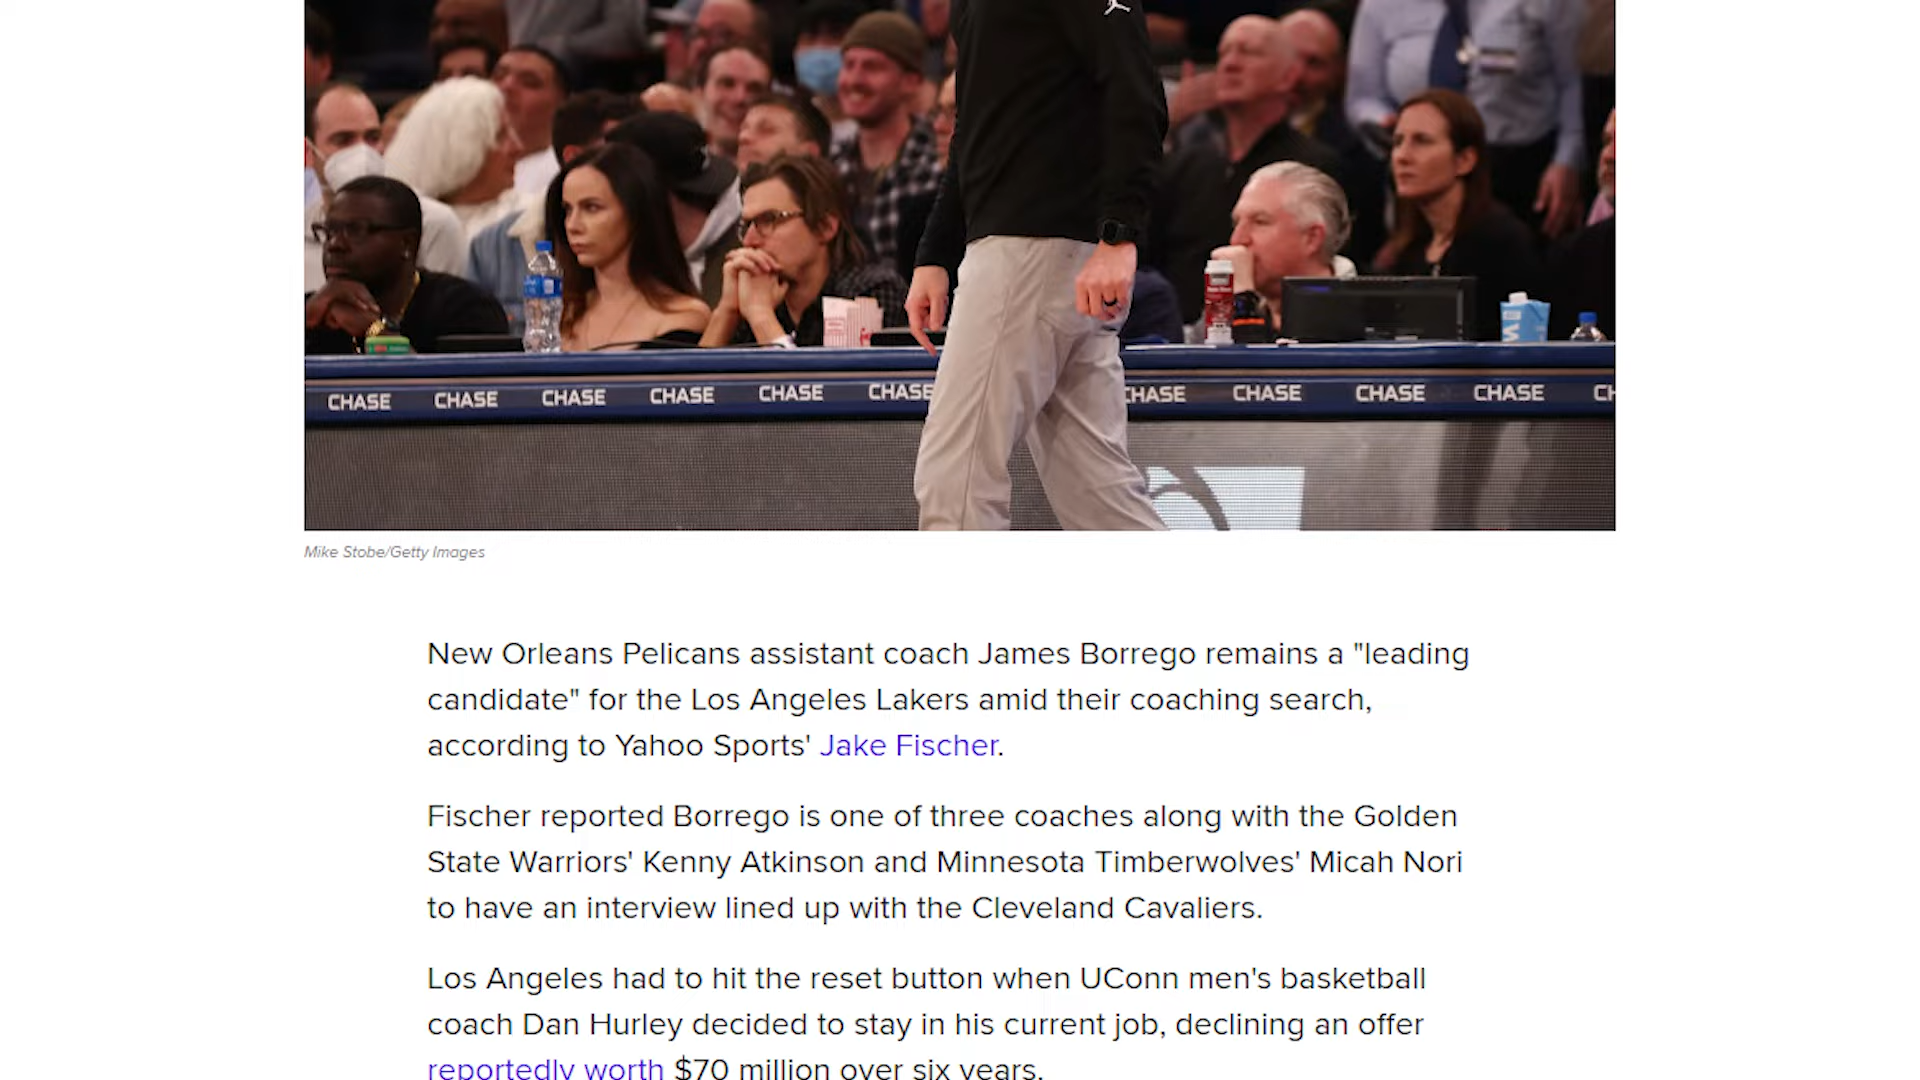 CHASE CHASE CHASE CHASE CHASE CHASE CHASE CHASE CHASE CHASE CH
Mike Stobe/Getty Images
New Orleans Pelicans assistant coach James Borrego remains a "leading
candidate" for the Los Angeles Lakers amid their coaching search,
according to Yahoo Sports' Jake Fischer.
Fischer reported Borrego is one of three coaches along with the Golden
State Warriors' Kenny Atkinson and Minnesota Timberwolves' Micah Nori
to have an interview lined up with the Cleveland Cavaliers.
Los Angeles had to hit the reset button when UConn men's basketball
coach Dan Hurley decided to stay in his current job, declining an offer
reportedly worth $70 million over six years.